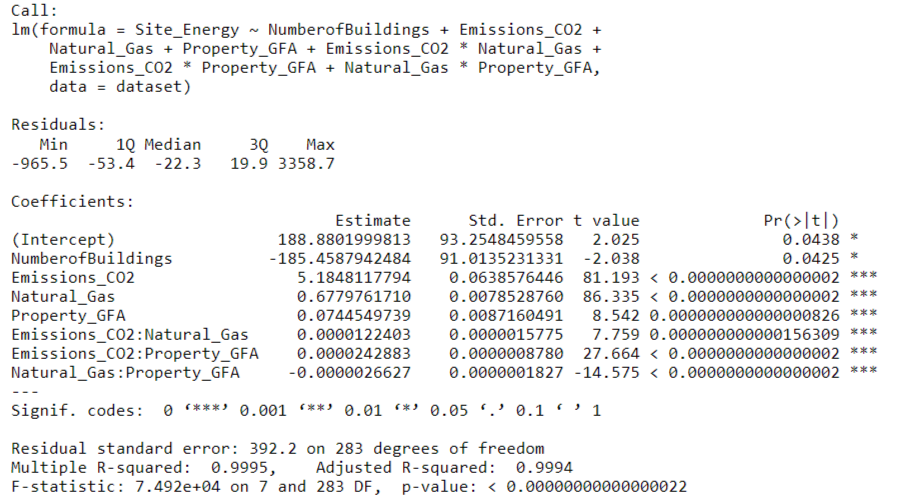 Call:
lm(formula = Site_Energy ~ NumberofBuildings + Emissions_CO2 +
    Natural_Gas + Property_GFA + Emissions_CO2 * Natural_Gas +
    Emissions_CO2 * Property_GFA + Natural_Gas * Property_GFA,
    data = dataset)
Residuals:
   Min     1Q Median     3Q    Max
-965.5  -53.4  -22.3   19.9 3358.7
Coefficients:
                                Estimate      Std. Error t value             Pr(>|t|)
(Intercept)               188.8801999813   93.2548459558   2.025               0.0438 *
NumberofBuildings        -185.4587942484   91.0135231331  -2.038               0.0425 *
Emissions_CO2               5.1848117794    0.0638576446  81.193 < 0.0000000000000002 ***
Natural_Gas                 0.6779761710    0.0078528760  86.335 < 0.0000000000000002 ***
Property_GFA                0.0744549739    0.0087160491   8.542 0.000000000000000826 ***
Emissions_CO2:Natural_Gas   0.0000122403    0.0000015775   7.759 0.000000000000156309 ***
Emissions_CO2:Property_GFA  0.0000242883    0.0000008780  27.664 < 0.0000000000000002 ***
Natural_Gas:Property_GFA   -0.0000026627    0.0000001827 -14.575 < 0.0000000000000002 ***
---
Signif. codes:  0 ‘***’ 0.001 ‘**’ 0.01 ‘*’ 0.05 ‘.’ 0.1 ‘ ’ 1
Residual standard error: 392.2 on 283 degrees of freedom
Multiple R-squared:  0.9995,    Adjusted R-squared:  0.9994
F-statistic: 7.492e+04 on 7 and 283 DF,  p-value: < 0.00000000000000022